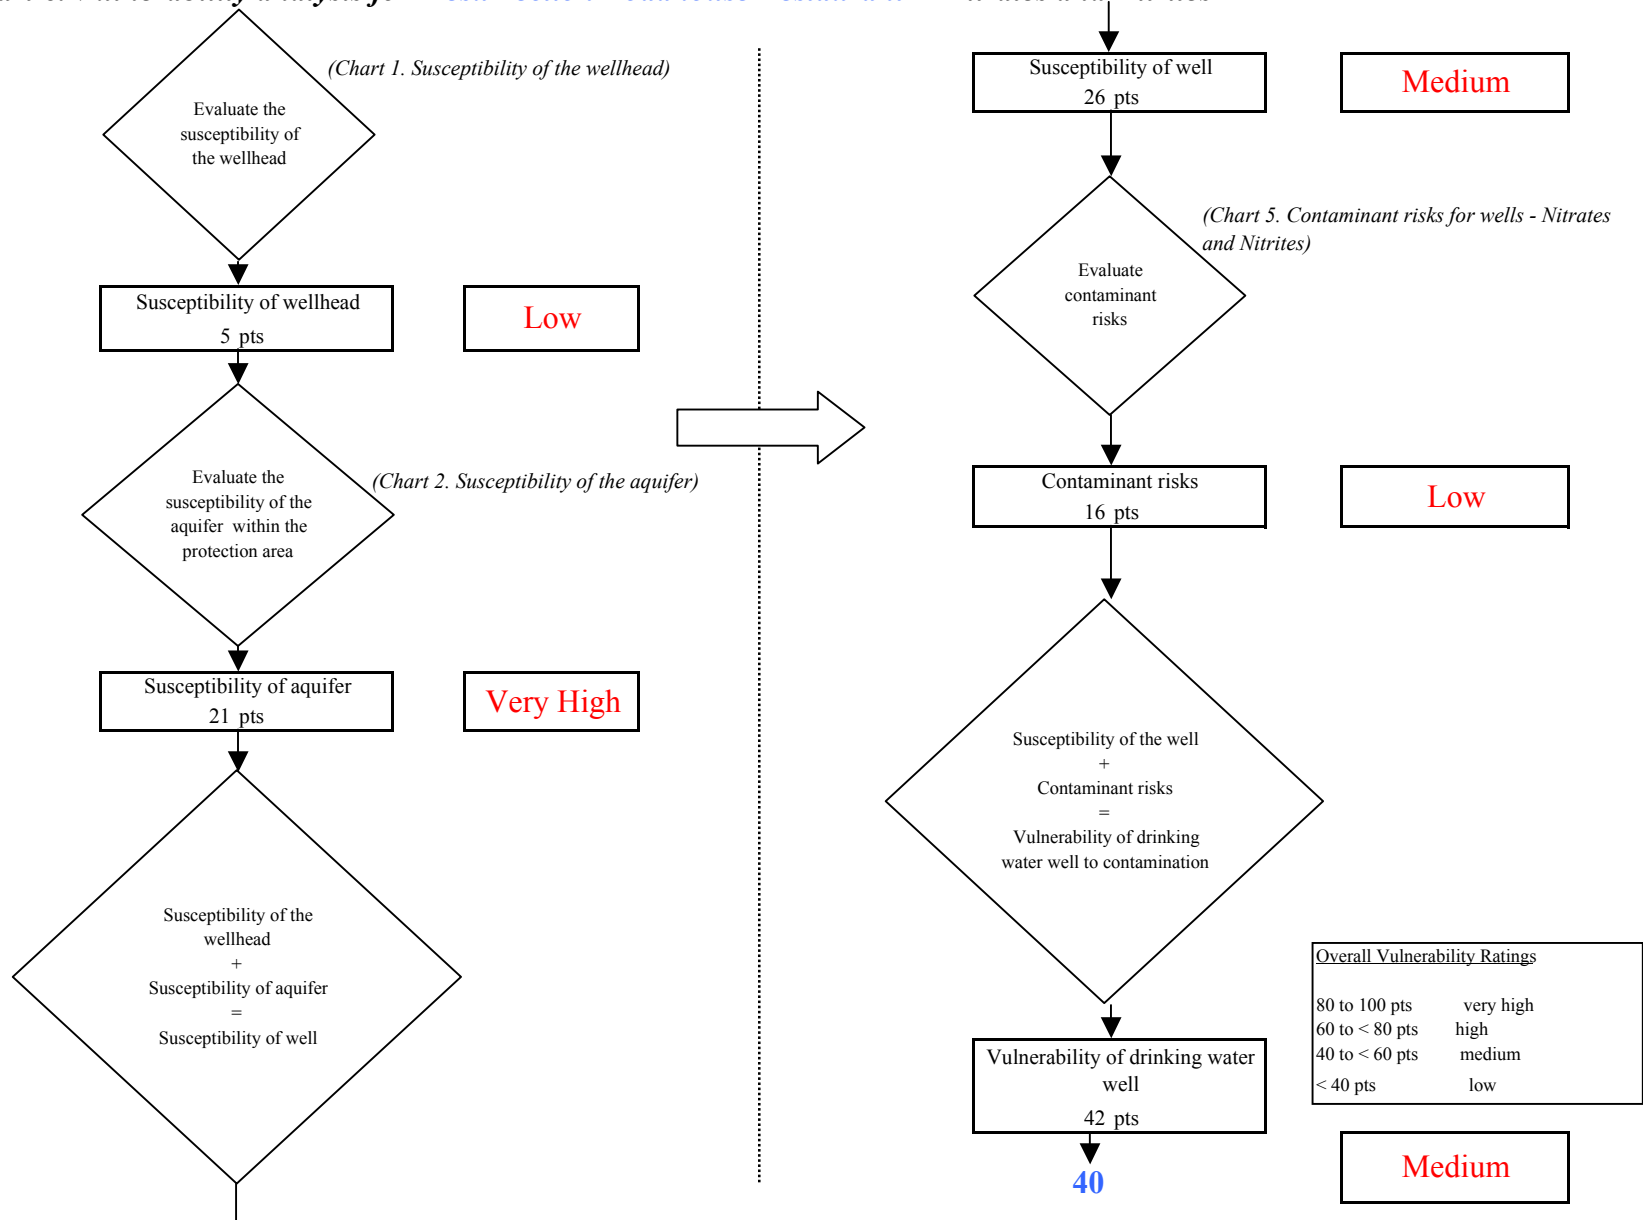 (Chart 1. Susceptibility of the wellhead)
Evaluate the
susceptibility of
the wellhead
Susceptibility of wellhead
5 pts
Low
Evaluate the
susceptibility of the
aquifer within the
protection area
(Chart 2. Susceptibility of the aquifer)
Susceptibility of aquifer
21 pts
Very High
Susceptibility of the
wellhead
+
Susceptibility of aquifer
=
Susceptibility of well
Susceptibility of well
26 pts
Medium
(Chart 5. Contaminant risks for wells - Nitrates
and Nitrites)
Evaluate
contaminant
risks
Contaminant risks
16 pts
Low
Susceptibility of the well
+
Contaminant risks
=
Vulnerability of drinking
water well to contamination
Overall Vulnerability Ratings
80 to 100 pts very high
60 to < 80 pts high
40 to < 60 pts medium
< 40 pts low
Vulnerability of drinking water
well
42 pts
40
Medium